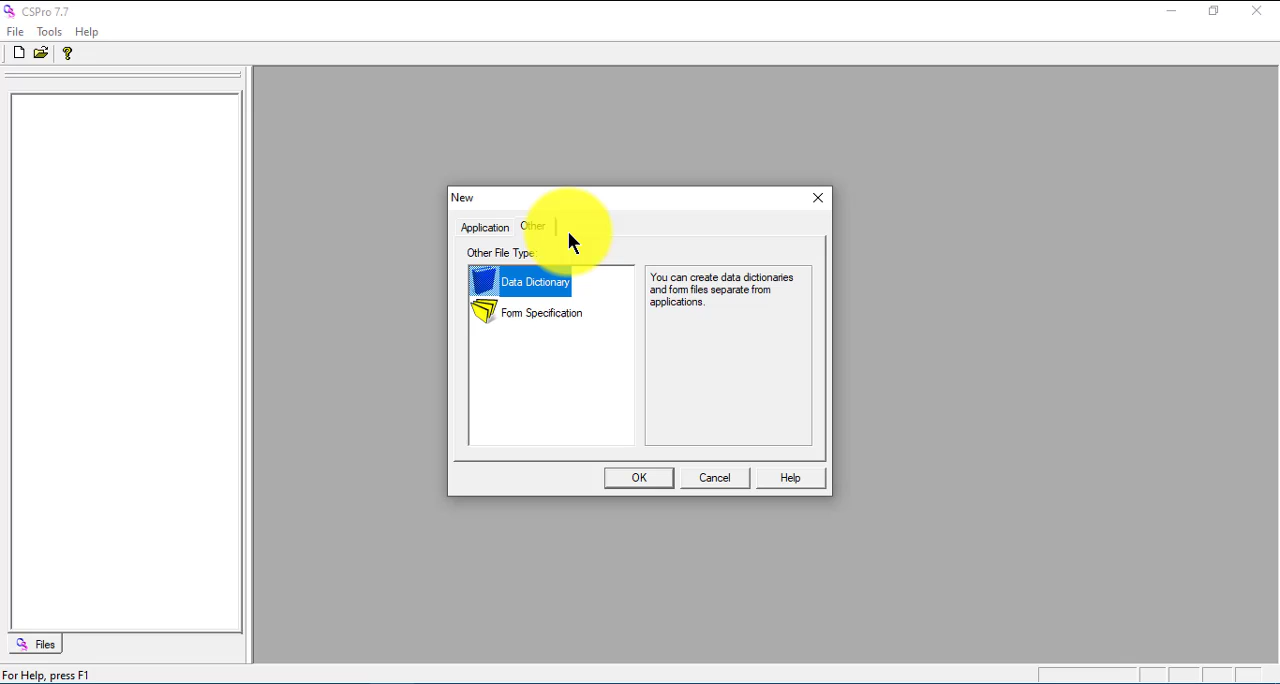 CSPro 7.7
File Tools Help
New
Application Other
Other File Type:
Data Dictionary
Form Specification
You can create data dictionaries
and form files separate from
applications.
OK Cancel Help
Files
For Help, press F1